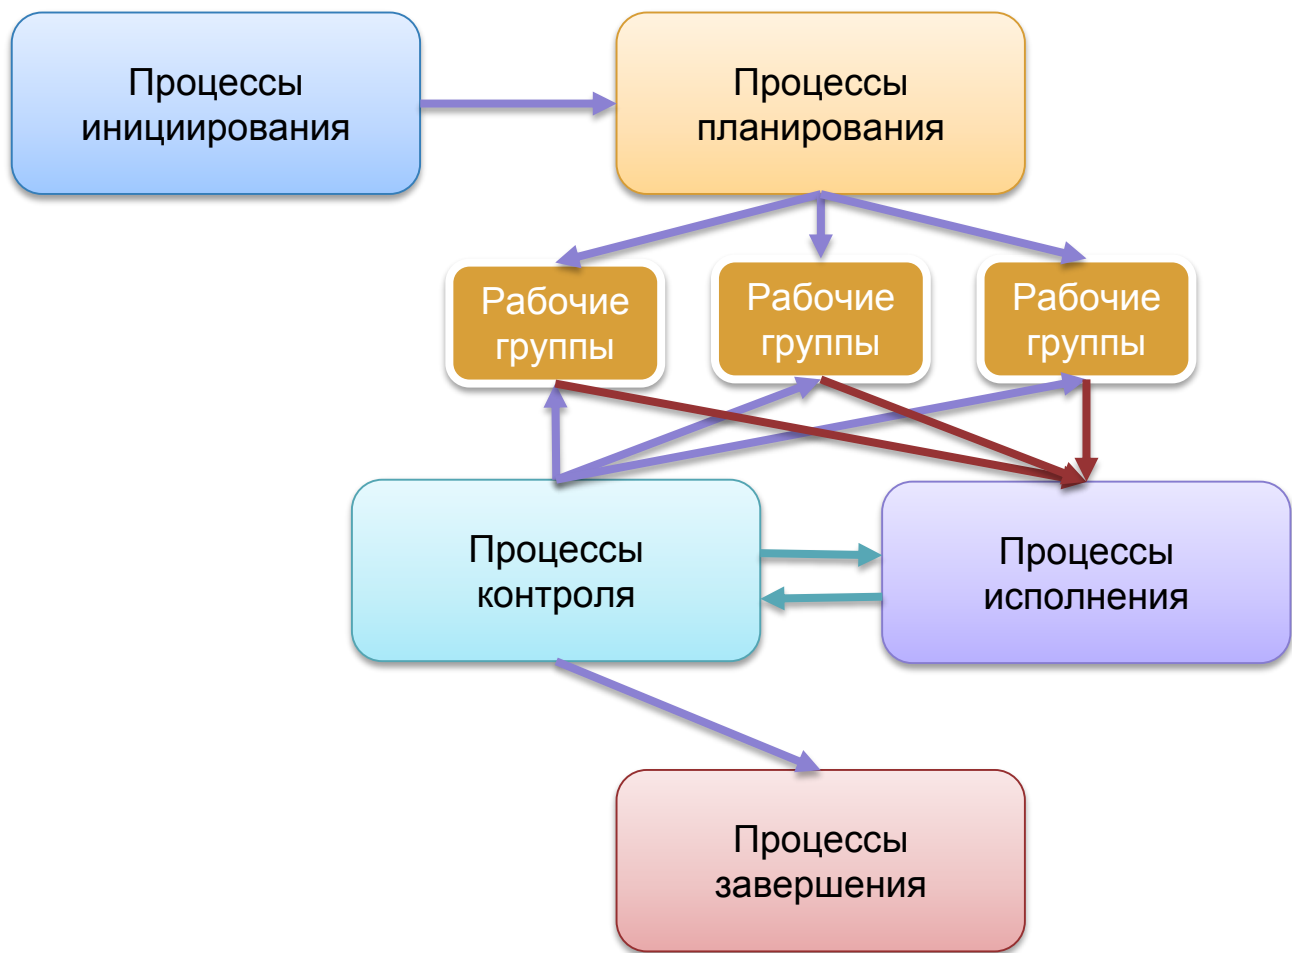 Процессы
инициирования
Процессы
планирования
Рабочие
группы
Рабочие
группы
Рабочие
группы
Процессы
контроля
Процессы
исполнения
Процессы
завершения